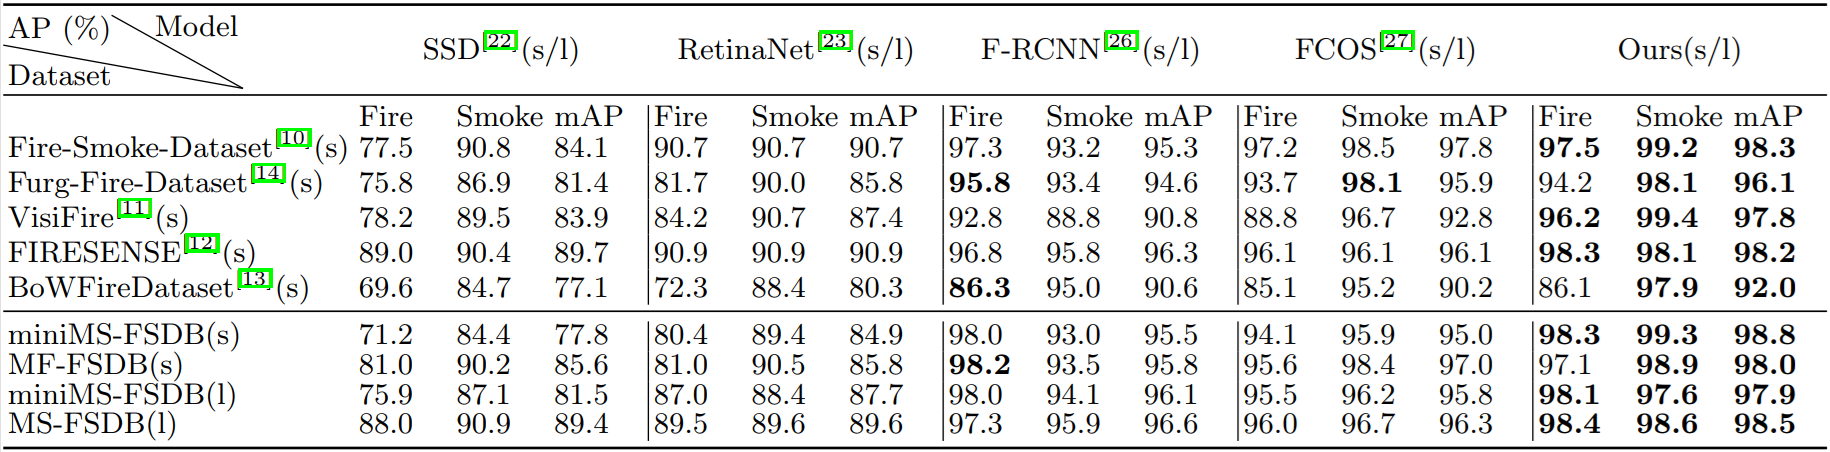 AP (%) Model
Dataset
SSD[22](s/l) RetinaNet[23](s/l) F-RCNN[26](s/l) FCOS[27](s/l) Ours(s/l)
Fire Smoke mAP Fire Smoke mAP Fire Smoke mAP Fire Smoke mAP Fire Smoke mAP
Fire-Smoke-Dataset[10](s) 77.5 90.8 84.1 90.7 90.7 90.7 97.3 93.2 95.3 97.2 98.5 97.8 97.5 99.2 98.3
Furg-Fire-Dataset[14](s) 75.8 86.9 81.4 81.7 90.0 85.8 95.8 93.4 94.6 93.7 98.1 95.9 94.2 98.1 96.1
VisiFire[11](s) 78.2 89.5 83.9 84.2 90.7 87.4 92.8 88.8 90.8 88.8 96.7 92.8 96.2 99.4 97.8
FIRESENSE[12](s) 89.0 90.4 89.7 90.9 90.9 90.9 96.8 95.8 96.3 96.1 96.1 96.1 98.3 98.1 98.2
BoWFireDataset[13](s) 69.6 84.7 77.1 72.3 88.4 80.3 86.3 95.0 90.6 85.1 95.2 90.2 86.1 97.9 92.0
miniMS-FSDB(s) 71.2 84.4 77.8 80.4 89.4 84.9 98.0 93.0 95.5 94.1 95.9 95.0 98.3 99.3 98.8
MF-FSDB(s) 81.0 90.2 85.6 81.0 90.5 85.8 98.2 93.5 95.8 95.6 98.4 97.0 97.1 98.9 98.0
miniMS-FSDB(l) 75.9 87.1 81.5 87.0 88.4 87.7 98.0 94.1 96.1 95.5 96.2 95.8 98.1 97.6 97.9
MS-FSDB(l) 88.0 90.9 89.4 89.5 89.6 89.6 97.3 95.9 96.6 96.0 96.7 96.3 98.4 98.6 98.5